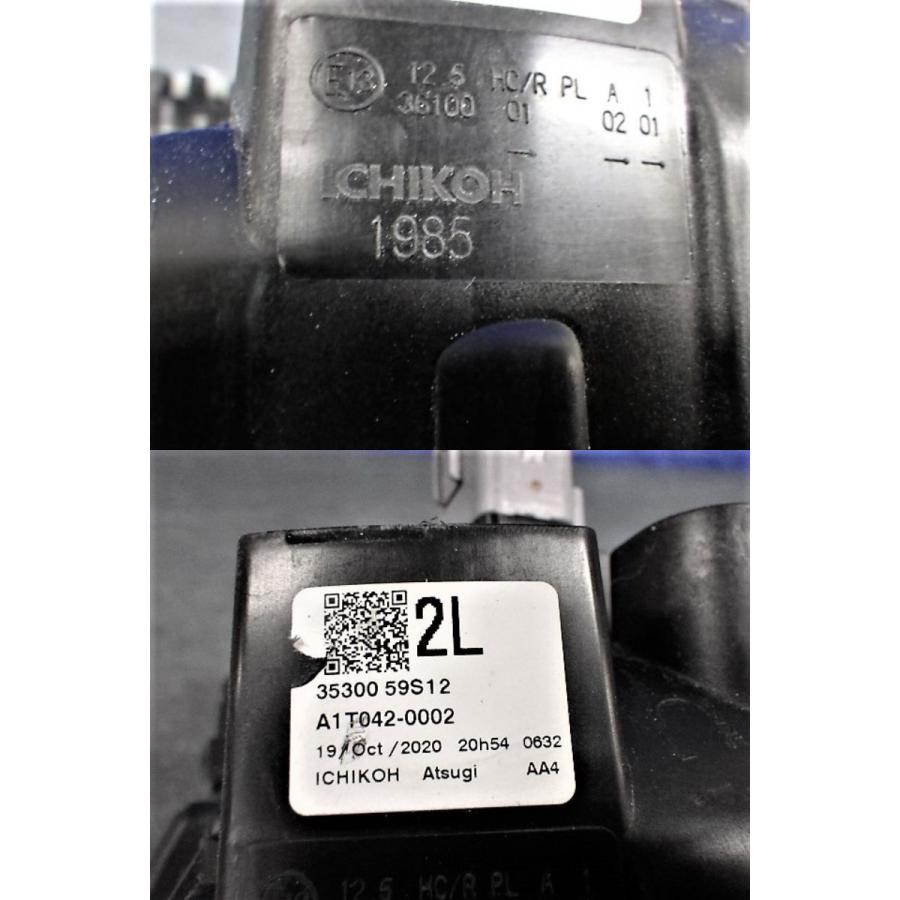 E13 12.5 HC/R PL A 1
36100 01 02 01
→ → →
ICHIKOH
1985
2L
35300 59S12
A1T042-0002
19/Oct/2020 20h54 0632
ICHIKOH Atsugi AA4
12.5 HC/R PL A 1